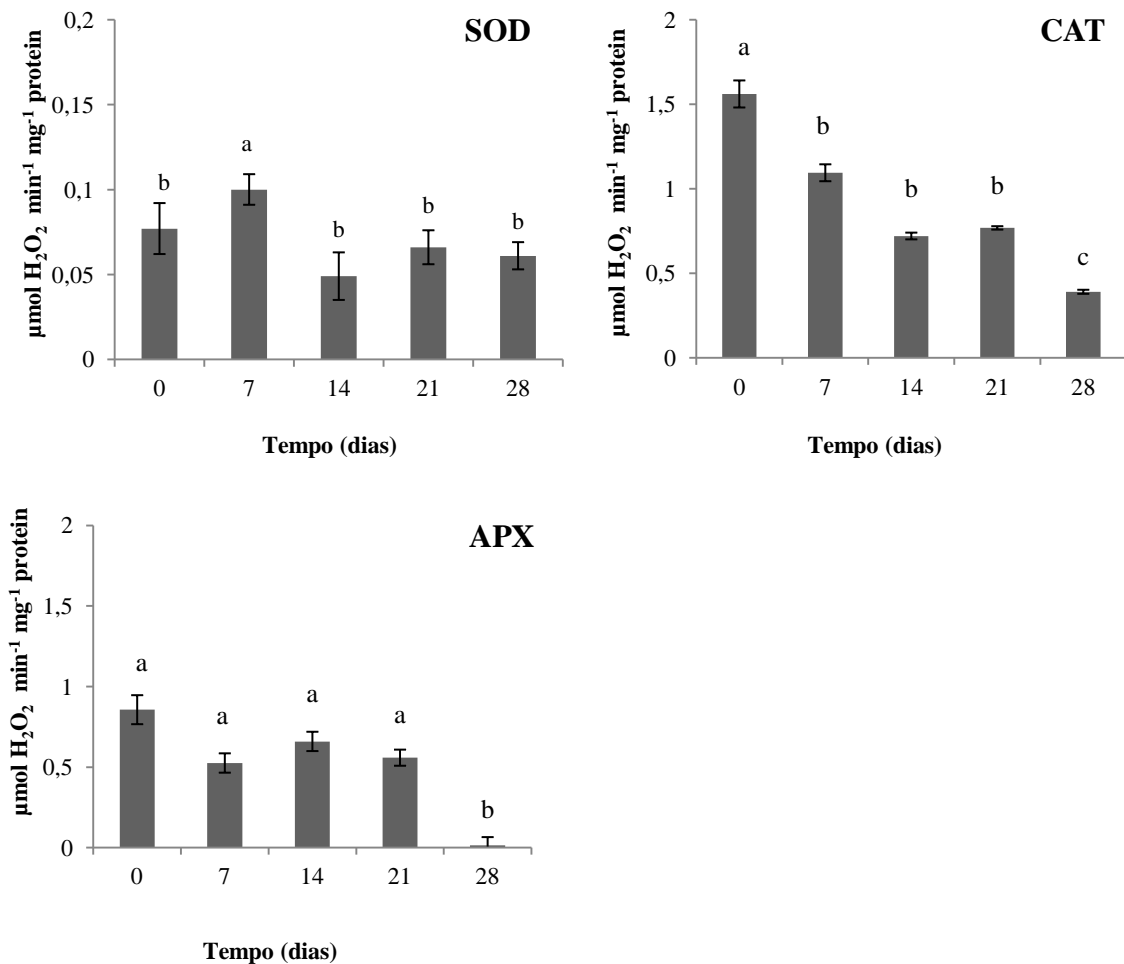 SOD
µmol H₂O₂ min⁻¹ mg⁻¹ protein
0,2
0,15
0,1
0,05
0
b
a
b
b
b
0 7 14 21 28
Tempo (dias)
CAT
µmol H₂O₂ min⁻¹ mg⁻¹ protein
2
1,5
1
0,5
0
a
b
b
b
c
0 7 14 21 28
Tempo (dias)
APX
µmol H₂O₂ min⁻¹ mg⁻¹ protein
2
1,5
1
0,5
0
a
a
a
a
b
0 7 14 21 28
Tempo (dias)